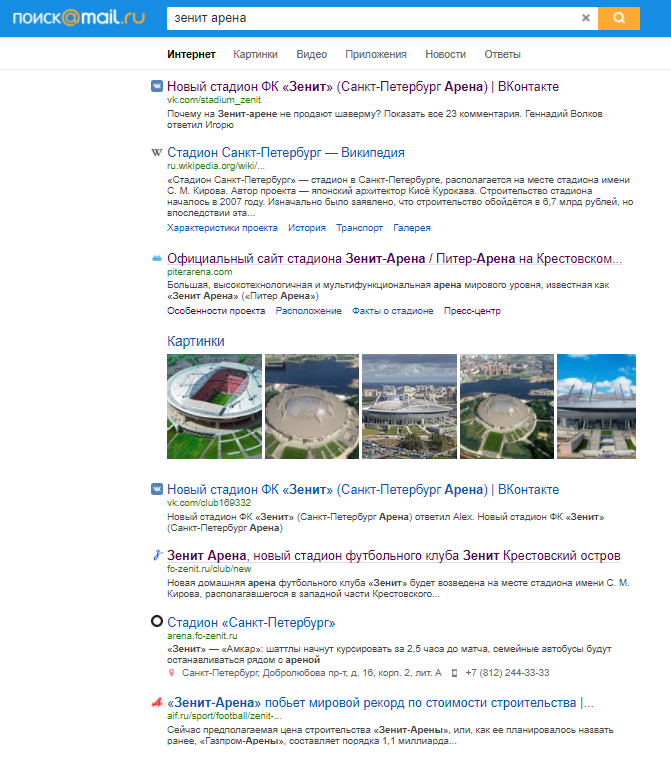 поиск@mail.ru
зенит арена
Интернет Картинки Видео Приложения Новости Ответы
Новый стадион ФК «Зенит» (Санкт-Петербург Арена) | ВКонтакте
vk.com/stadium_zenit
Почему на Зенит-арене не продают шаверму? Показать все 23 комментария. Геннадий Волков
ответил Игорю
Стадион Санкт-Петербург — Википедия
ru.wikipedia.org/wiki/...
«Стадион Санкт-Петербург» — стадион в Санкт-Петербурге, располагается на месте стадиона имени
С. М. Кирова. Автор проекта — японский архитектор Кисё Курокава. Строительство стадиона
началось в 2007 году. Изначально было заявлено, что строительство обойдётся в 6,7 млрд рублей, но
впоследствии эта...
Характеристики проекта История Транспорт Галерея
Официальный сайт стадиона Зенит-Арена / Питер-Арена на Крестовском...
piterarena.com
Большая, высокотехнологичная и мультифункциональная арена мирового уровня, известная как
«Зенит Арена» («Питер Арена»)
Особенности проекта Расположение Факты о стадионе Пресс-центр
Картинки
Новый стадион ФК «Зенит» (Санкт-Петербург Арена) | ВКонтакте
vk.com/club169332
Новый стадион ФК «Зенит» (Санкт-Петербург Арена) ответил Alex. Новый стадион ФК «Зенит»
(Санкт-Петербург Арена)
Зенит Арена, новый стадион футбольного клуба Зенит Крестовский остров
fc-zenit.ru/club/new
Новая домашняя арена футбольного клуба «Зенит» будет возведена на месте стадиона имени С. М.
Кирова, располагавшегося в западной части Крестовского...
Стадион «Санкт-Петербург»
arena.fc-zenit.ru
«Зенит» — «Амкар»: шаттлы начнут курсировать за 2,5 часа до матча, семейные автобусы будут
останавливаться рядом с ареной
Санкт-Петербург, Добролюбова пр-т, д. 16, корп. 2, лит. А +7 (812) 244-33-33
«Зенит-Арена» побьет мировой рекорд по стоимости строительства |...
aif.ru/sport/football/zenit-...
Сейчас предполагаемая цена строительства «Зенит-Арены», или, как ее планировалось назвать
ранее, «Газпром-Арены», составляет порядка 1,1 миллиарда...